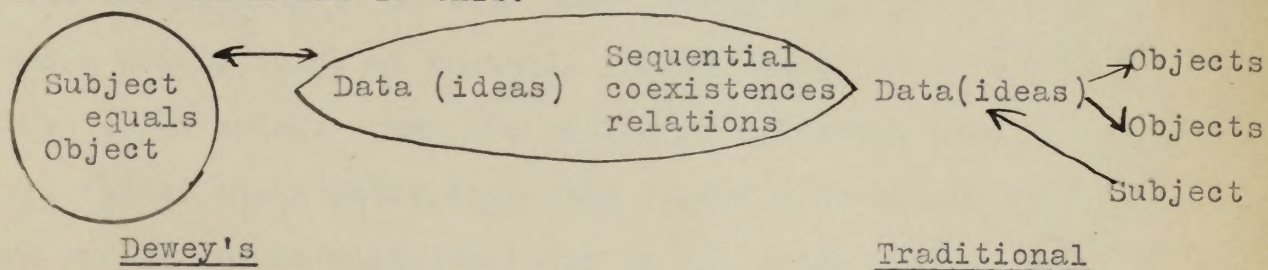 Subject
equals
Object
Data (ideas)
Sequential
coexistences
relations
Data(ideas)
Objects
Objects
Subject
Dewey's
Traditional